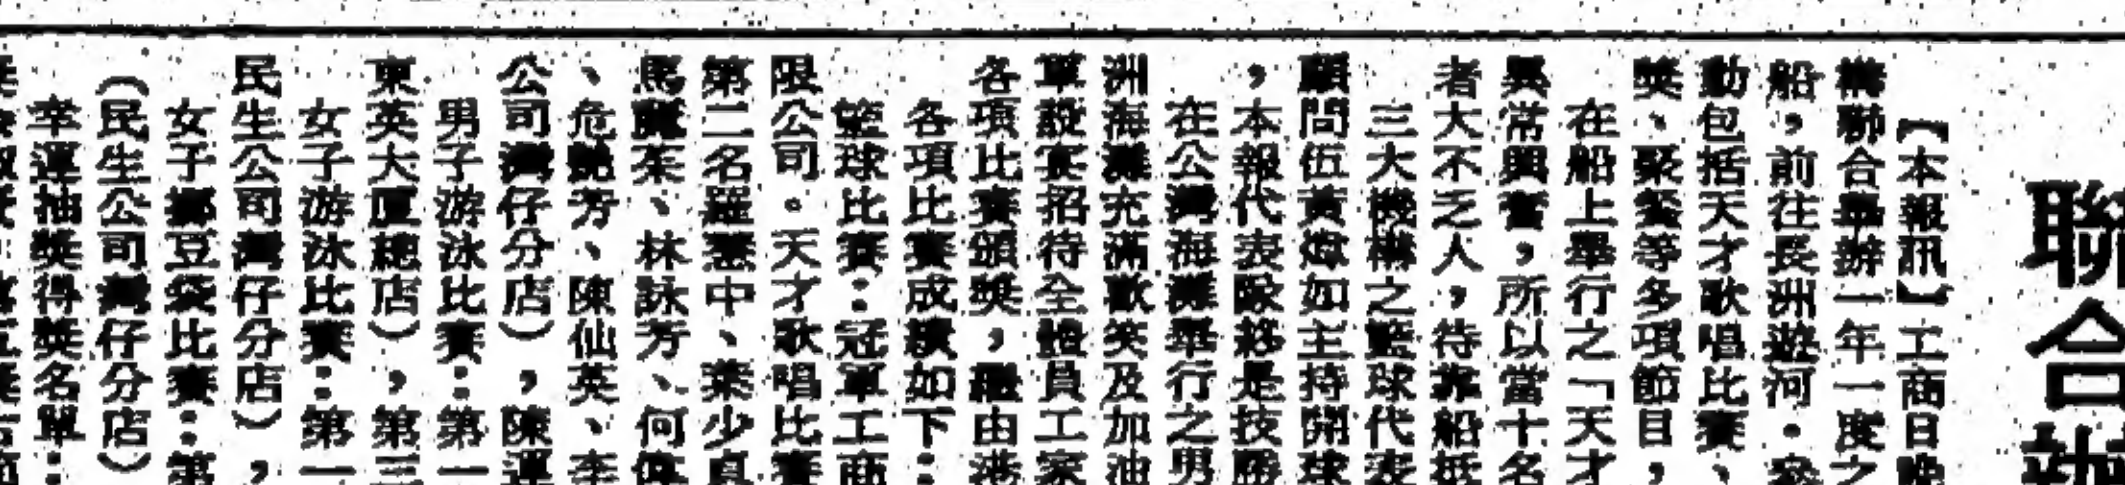 聯合辦
【本報訊】工商日晚
構聯合舉辦一年一度之
船，前往長洲遊河。參
動包括天才歌唱比賽、
獎、聚餐等多項節目，
在船上舉行之「天才
異常興奮，所以當十名
者大不乏人，待靠船抵
三大機構之籃球代表
顧問伍黃 如主持開球
，本報代表隊終是技勝
在公灣海灘舉行之男
洲海灘充滿歡笑及加油
單設宴招待全體員工家
各項比賽頒獎，繼由港
各項比賽成績如下：
籃球比賽：冠軍工商
限公司。天才歌唱比賽
第二名羅惠中、葉少貞
馬麗茱、林詠芳、何偉
、危艷芳、陳仙英、李
公司灣仔分店），陳運
男子游泳比賽：第一
東英大廈總店），第三
女子游泳比賽：第一
民生公司灣仔分店），
女子擲豆袋比賽：第
（民生公司灣仔分店）
幸運抽獎得獎名單：